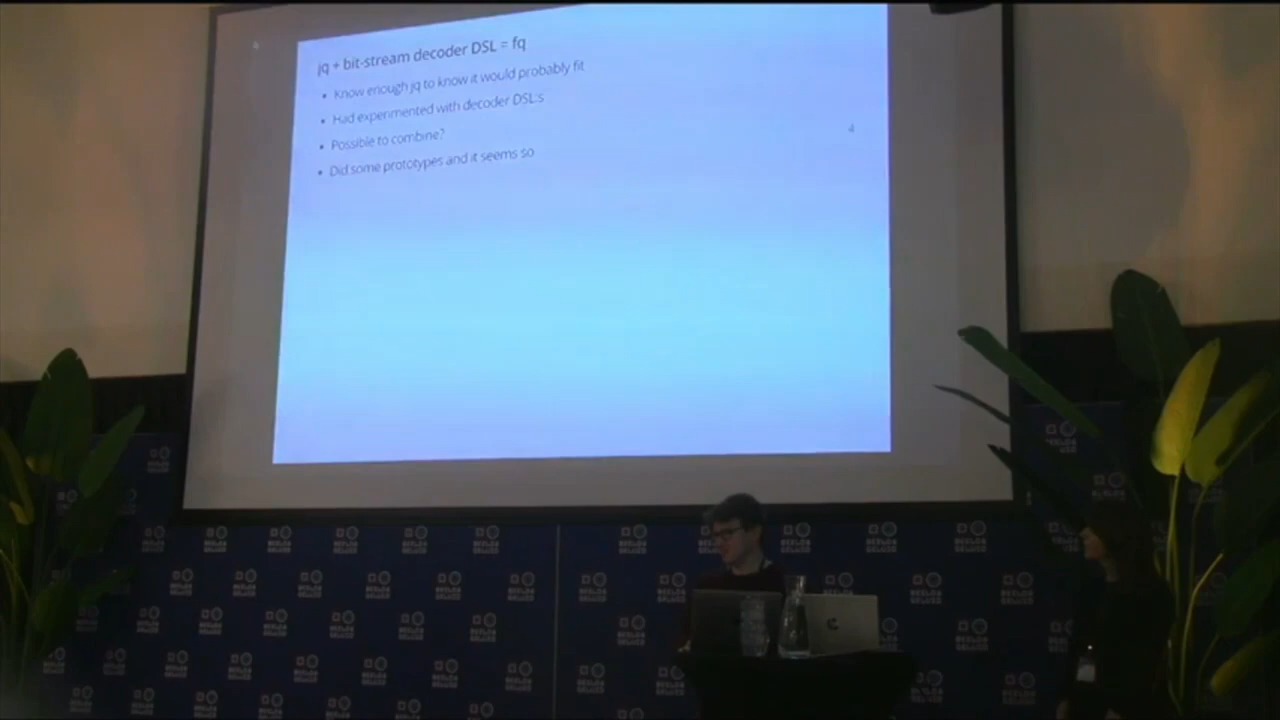 jq + bit-stream decoder DSL = fq
• Know enough jq to know it would probably fit
• Had experimented with decoder DSL:s
• Possible to combine?
• Did some prototypes and it seems so
4